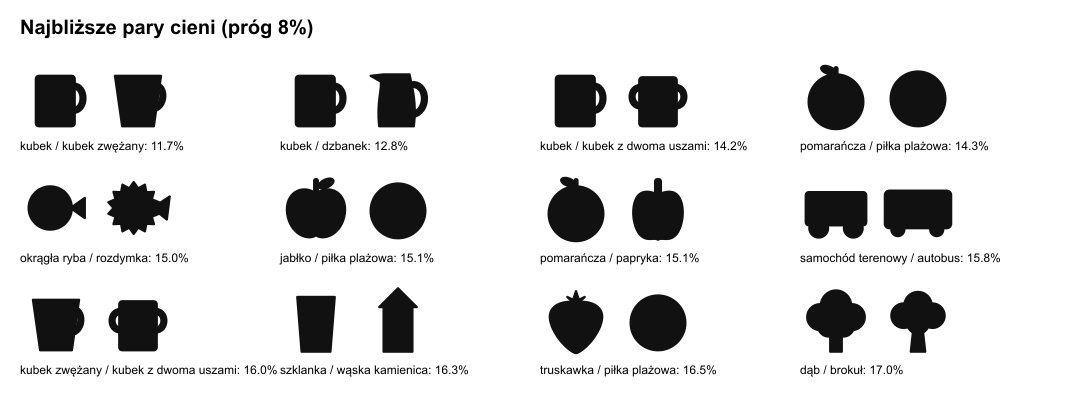 Najbliższe pary cieni (próg 8%)
kubek / kubek zwężany: 11.7%
kubek / dzbanek: 12.8%
kubek / kubek z dwoma uszami: 14.2%
pomarańcza / piłka plażowa: 14.3%
okrągła ryba / rozdymka: 15.0%
jabłko / piłka plażowa: 15.1%
pomarańcza / papryka: 15.1%
samochód terenowy / autobus: 15.8%
kubek zwężany / kubek z dwoma uszami: 16.0%
szklanka / wąska kamienica: 16.3%
truskawka / piłka plażowa: 16.5%
dąb / brokuł: 17.0%